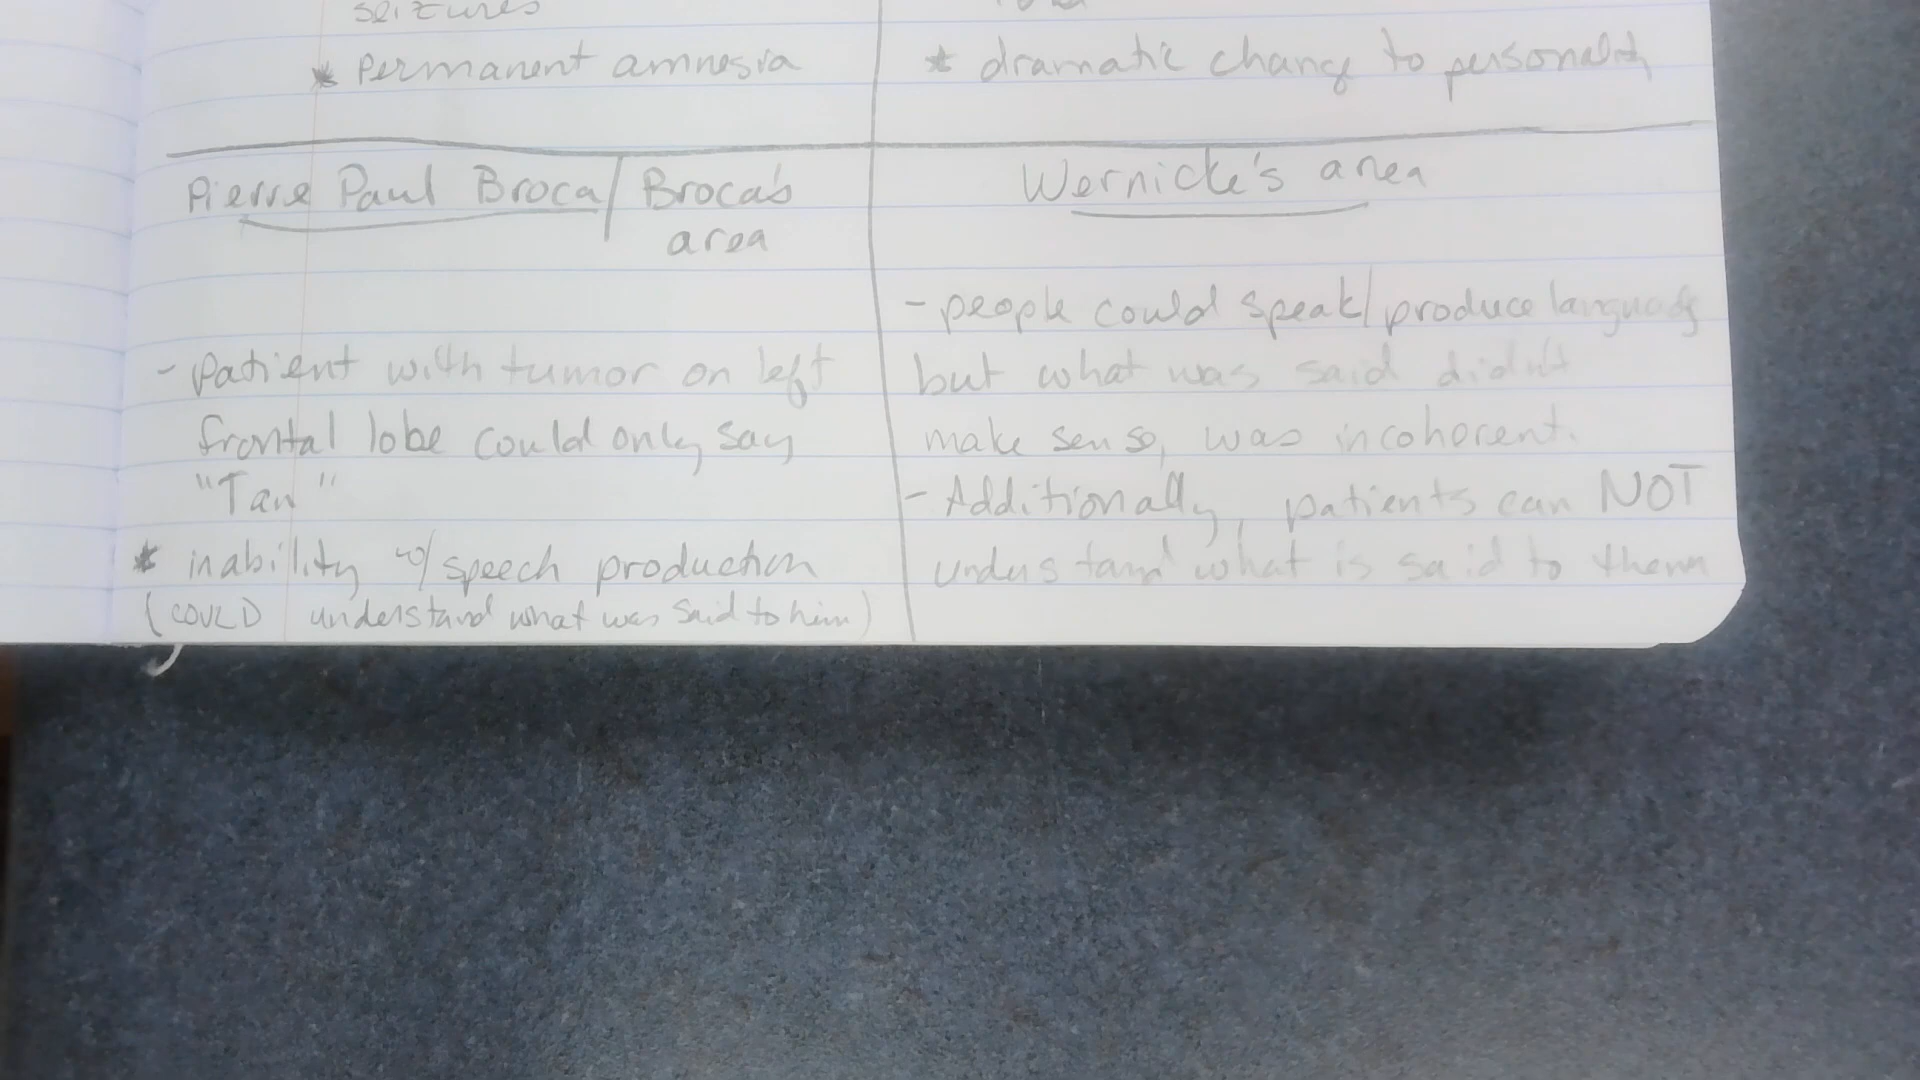 seizures
* permanent amnesia
* dramatic change to personality
Pierre Paul Broca/ Broca's
area
- patient with tumor on left
frontal lobe could only say
"Tan"
* inability w/ speech production
(COULD understand what was said to him)
Wernicke's area
- people could speak/produce language
but what was said didn't
make sense, was incoherent.
- Additionally, patients can NOT
understand what is said to them